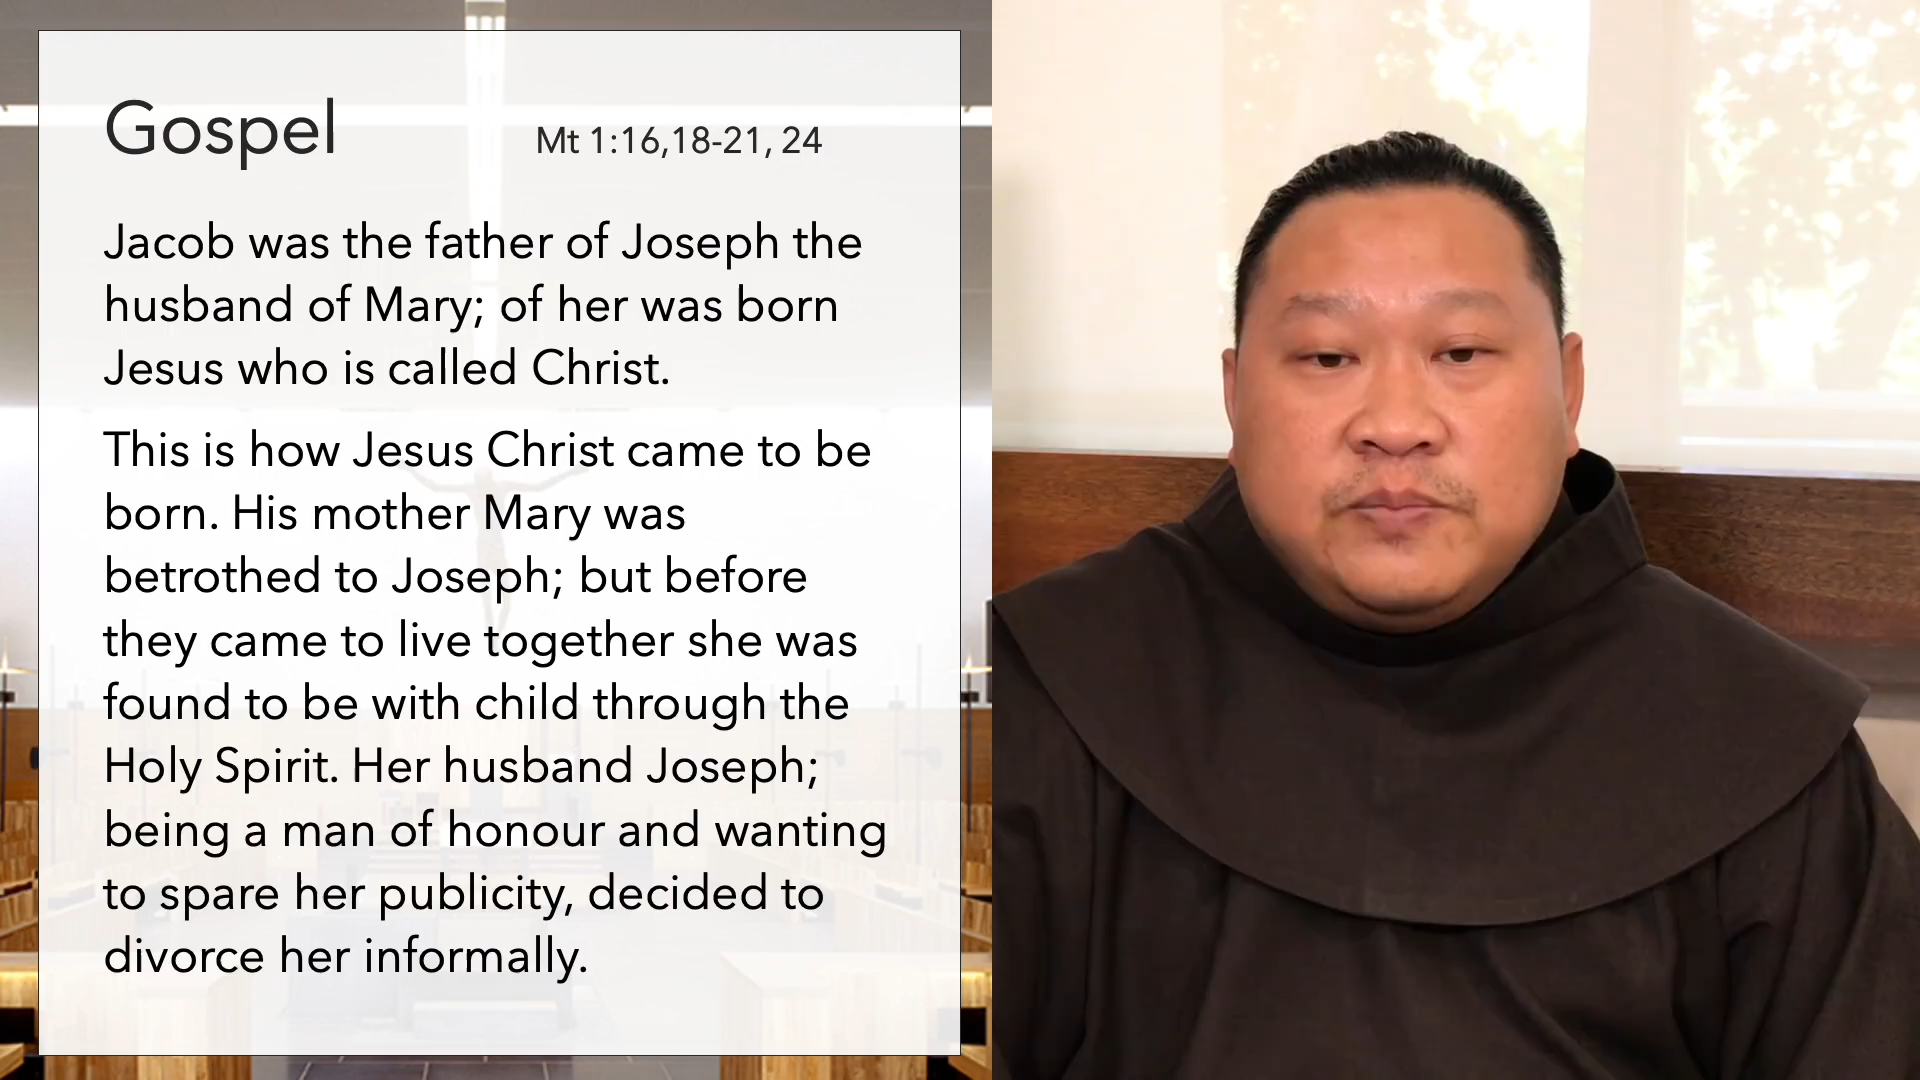 Gospel Mt 1:16,18-21, 24
Jacob was the father of Joseph the
husband of Mary; of her was born
Jesus who is called Christ.
This is how Jesus Christ came to be
born. His mother Mary was
betrothed to Joseph; but before
they came to live together she was
found to be with child through the
Holy Spirit. Her husband Joseph;
being a man of honour and wanting
to spare her publicity, decided to
divorce her informally.